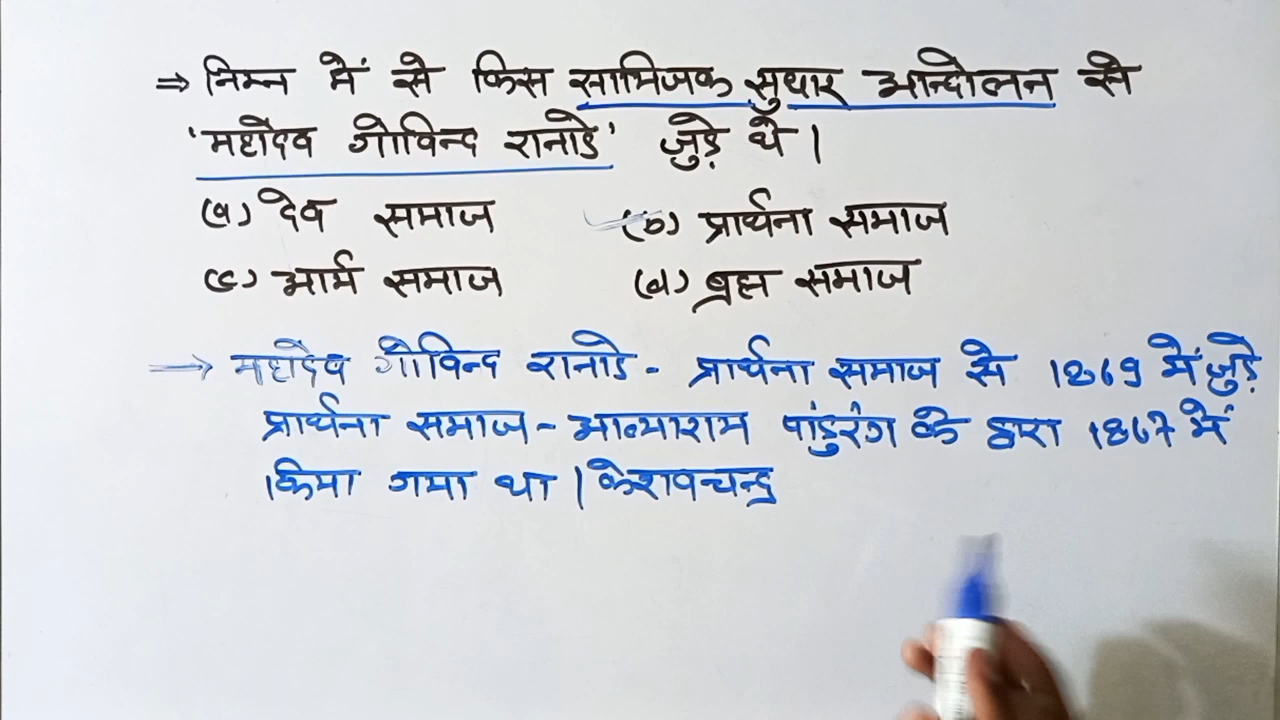 ⇒ निम्न में से किस सामिजक सुधार आन्दोलन से
'महादेव गोविन्द रानाडे' जुड़े थे।
(a) देव समाज (b) प्रार्थना समाज
(c) आर्य समाज (d) ब्रह्म समाज
→ महादेव गोविन्द रानाडे - प्रार्थना समाज से 1869 में जुड़े
प्रार्थना समाज - आत्माराम पांडुरंग के द्वारा 1867 में
किया गया था। केशवचन्द्र